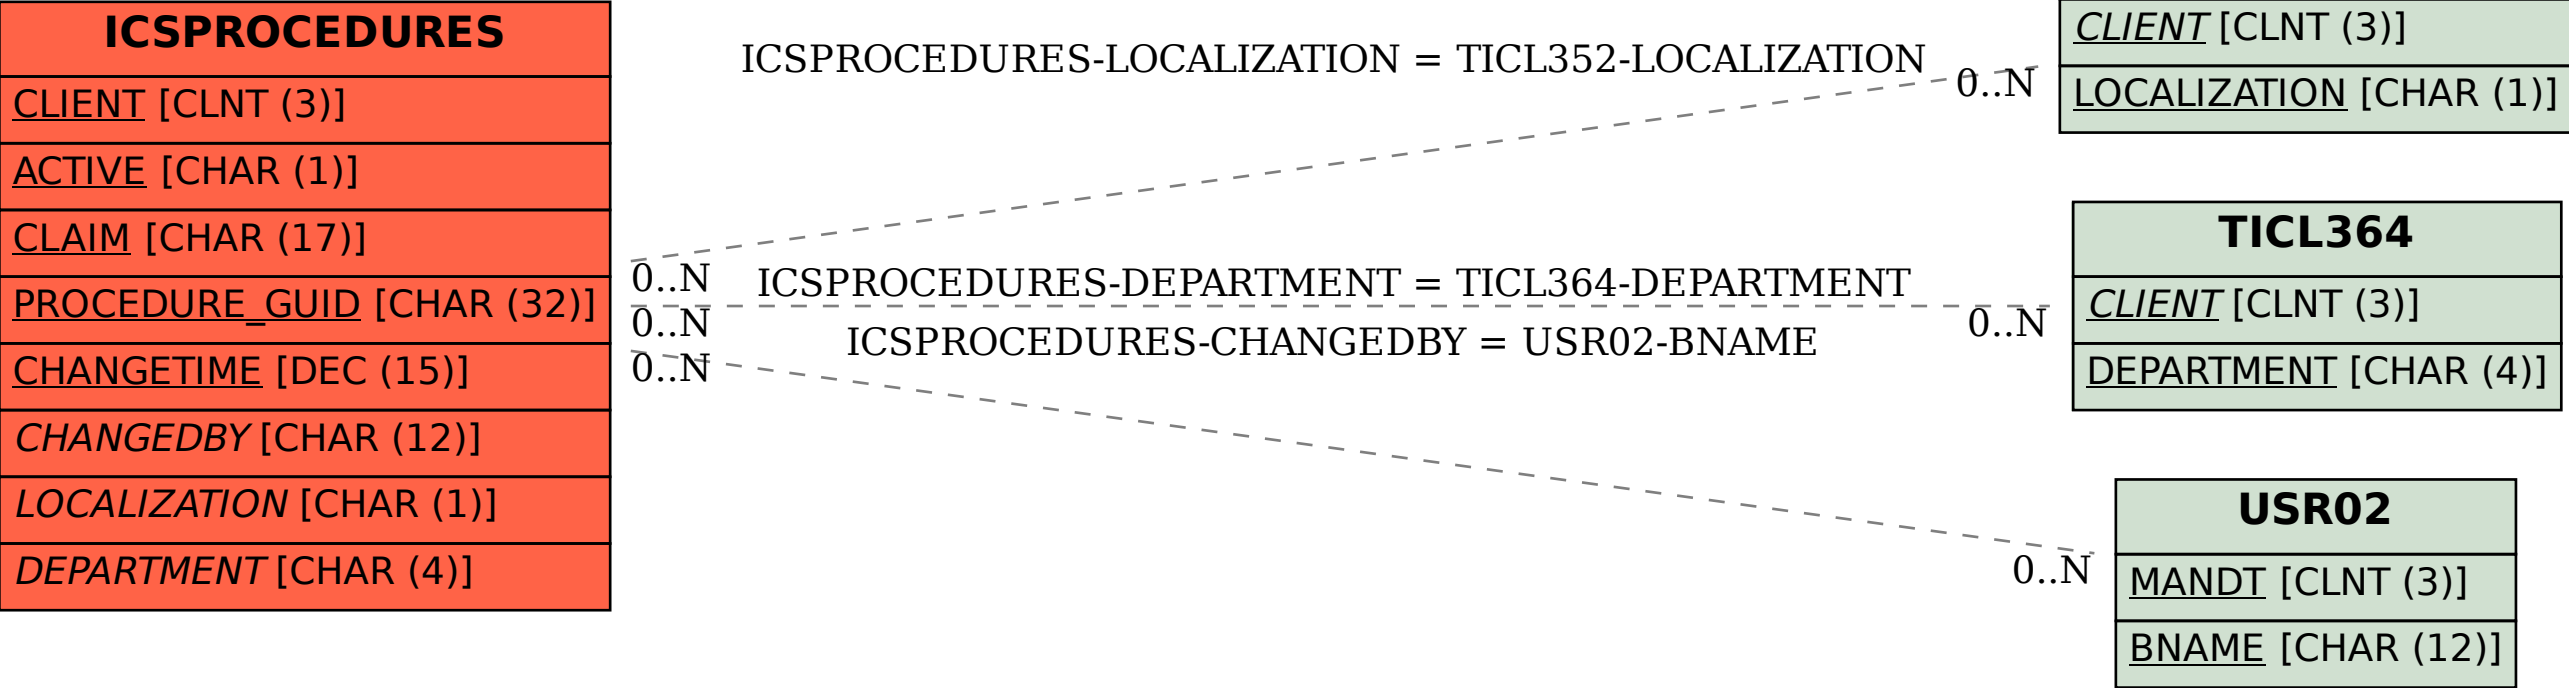 ICSPROCEDURES
CLIENT [CLNT (3)]
ACTIVE [CHAR (1)]
CLAIM [CHAR (17)]
PROCEDURE_GUID [CHAR (32)]
CHANGETIME [DEC (15)]
CHANGEDBY [CHAR (12)]
LOCALIZATION [CHAR (1)]
DEPARTMENT [CHAR (4)]
ICSPROCEDURES-LOCALIZATION = TICL352-LOCALIZATION
0..N
0..N
ICSPROCEDURES-DEPARTMENT = TICL364-DEPARTMENT
0..N
0..N
ICSPROCEDURES-CHANGEDBY = USR02-BNAME
0..N
0..N
CLIENT [CLNT (3)]
LOCALIZATION [CHAR (1)]
TICL364
CLIENT [CLNT (3)]
DEPARTMENT [CHAR (4)]
USR02
MANDT [CLNT (3)]
BNAME [CHAR (12)]